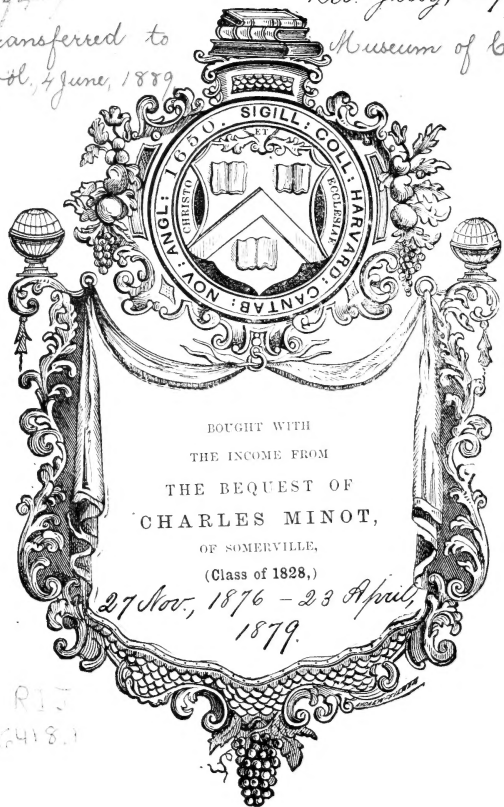 transferred to Museum of
4 June, 1889
SIGILL: COLL: HARVARD: CANTAB: NOV: ANGL: 1650.
ET
CHRISTO
ECCLESIAE
BOUGHT WITH
THE INCOME FROM
THE BEQUEST OF
CHARLES MINOT,
OF SOMERVILLE,
(Class of 1828,)
27 Nov., 1876 – 23 April,
1879.